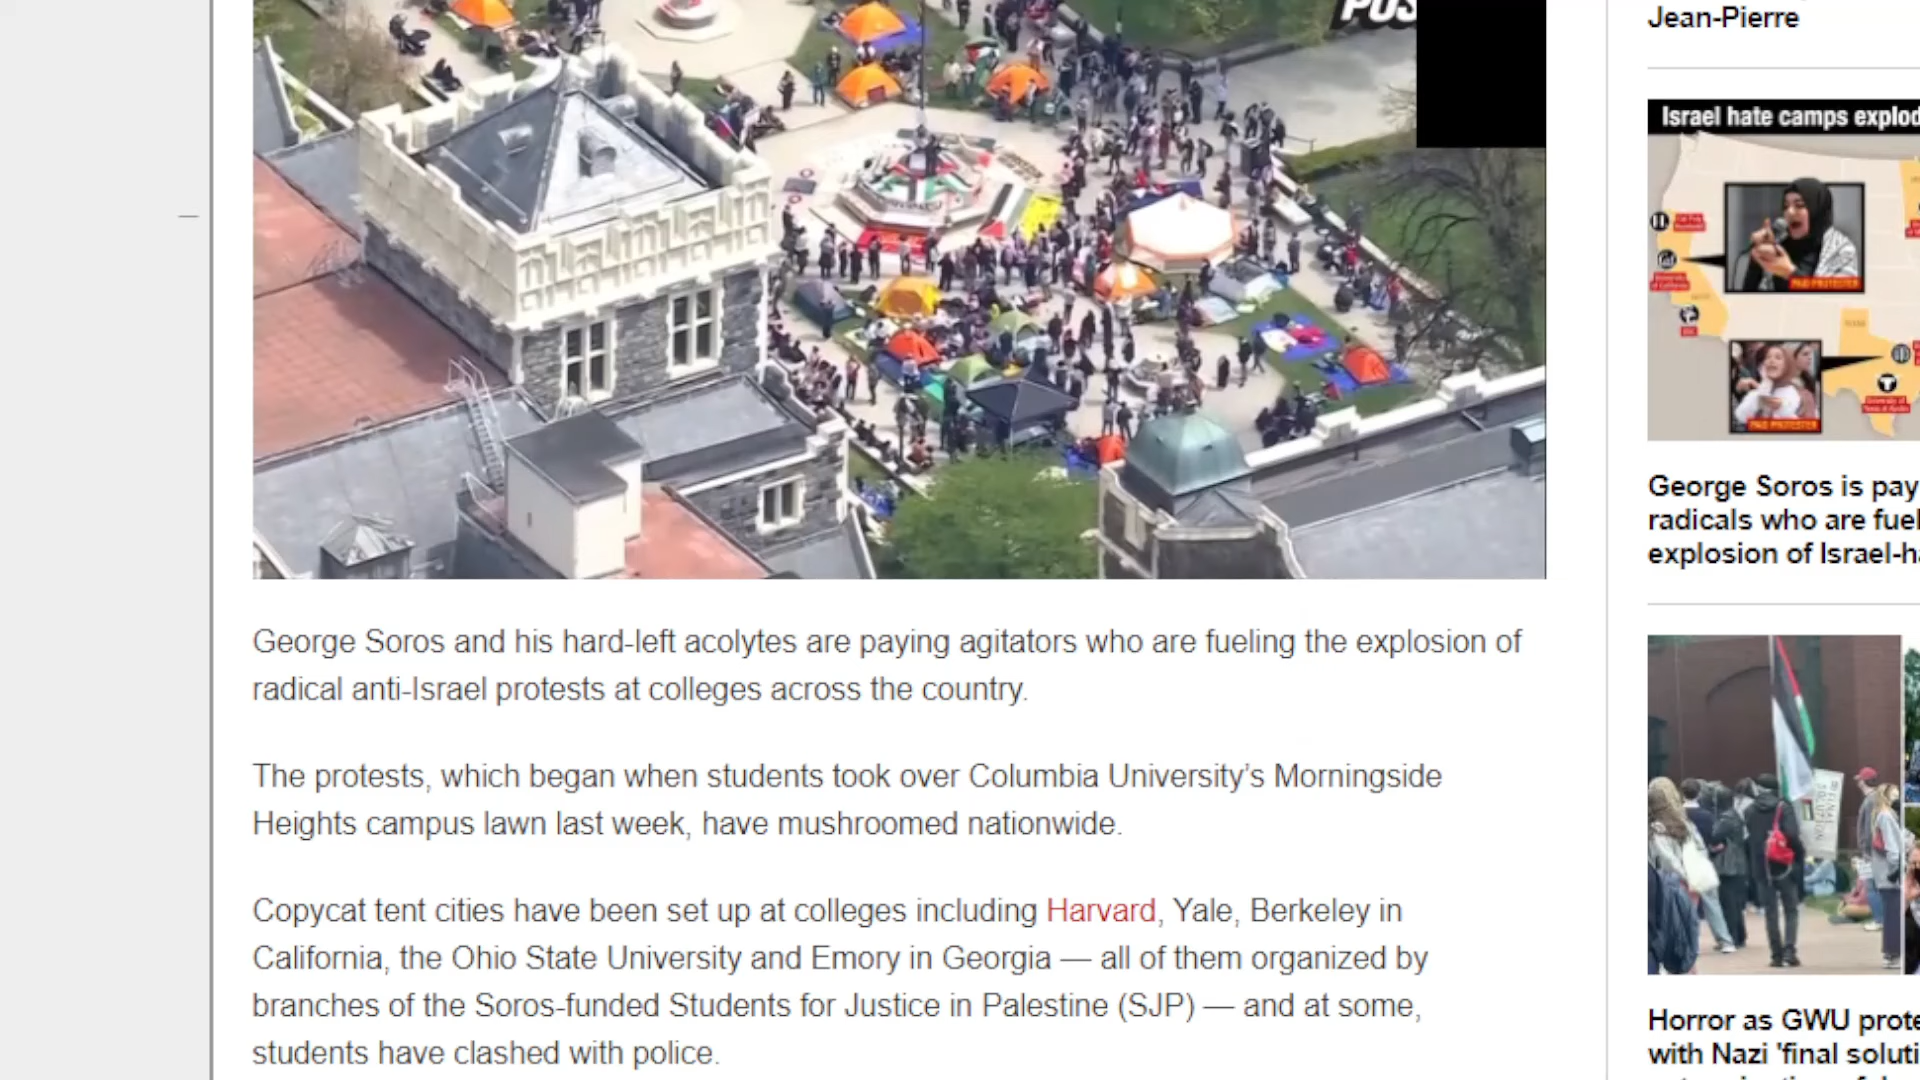 POS
Jean-Pierre
Israel hate camps explod
PAID PROTESTER
PAID PROTESTER
George Soros is pay
radicals who are fuel
explosion of Israel-ha
George Soros and his hard-left acolytes are paying agitators who are fueling the explosion of
radical anti-Israel protests at colleges across the country.
The protests, which began when students took over Columbia University’s Morningside
Heights campus lawn last week, have mushroomed nationwide.
Copycat tent cities have been set up at colleges including Harvard, Yale, Berkeley in
California, the Ohio State University and Emory in Georgia — all of them organized by
branches of the Soros-funded Students for Justice in Palestine (SJP) — and at some,
students have clashed with police.
Horror as GWU prote
with Nazi 'final soluti